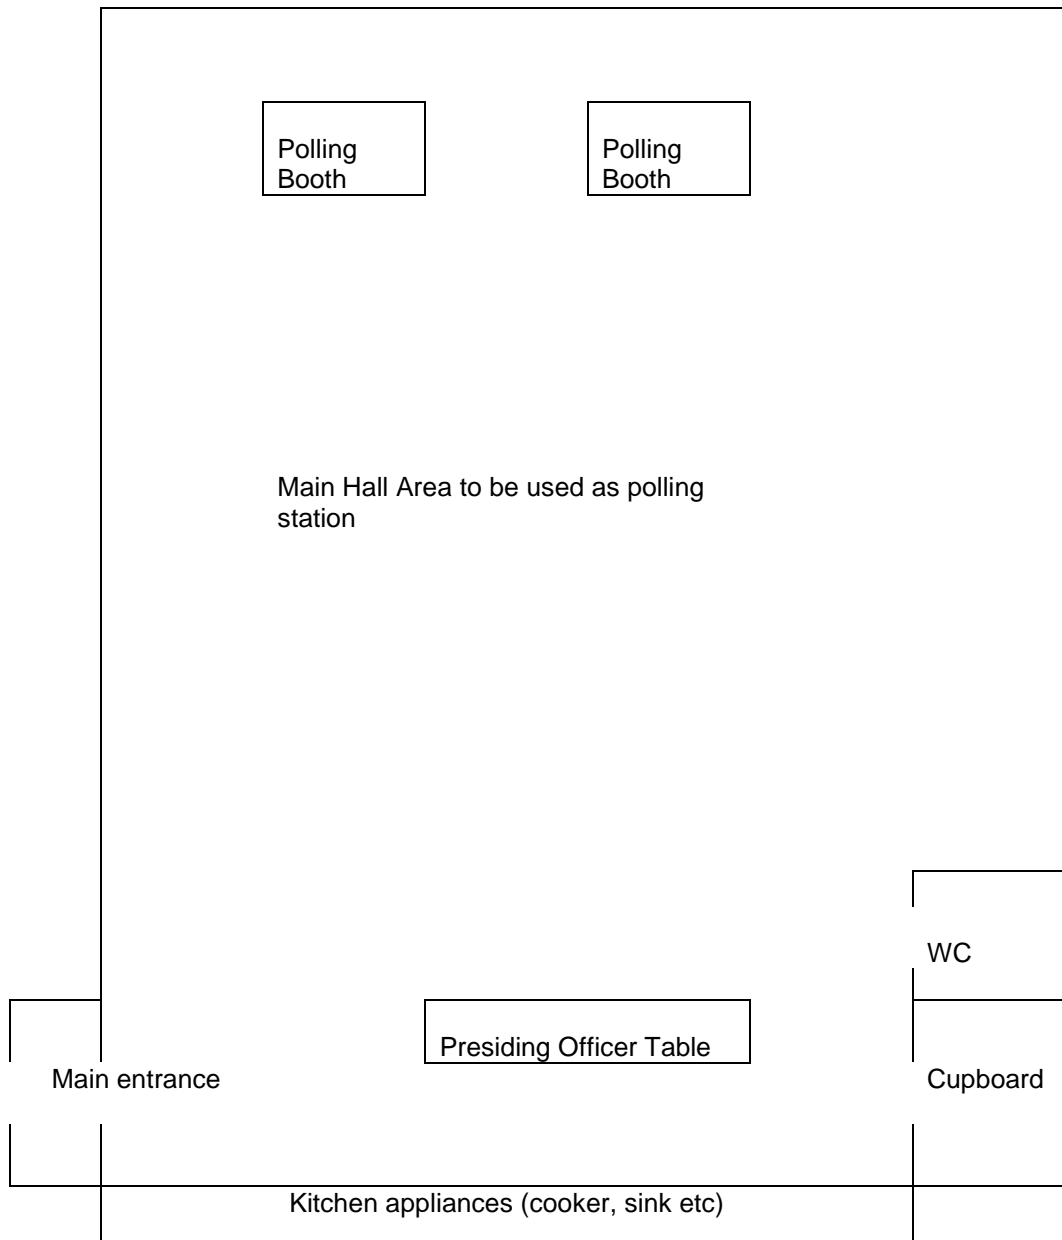 Polling
Booth
Polling
Booth
Main Hall Area to be used as polling
station
WC
Presiding Officer Table
Main entrance
Cupboard
Kitchen appliances (cooker, sink etc)